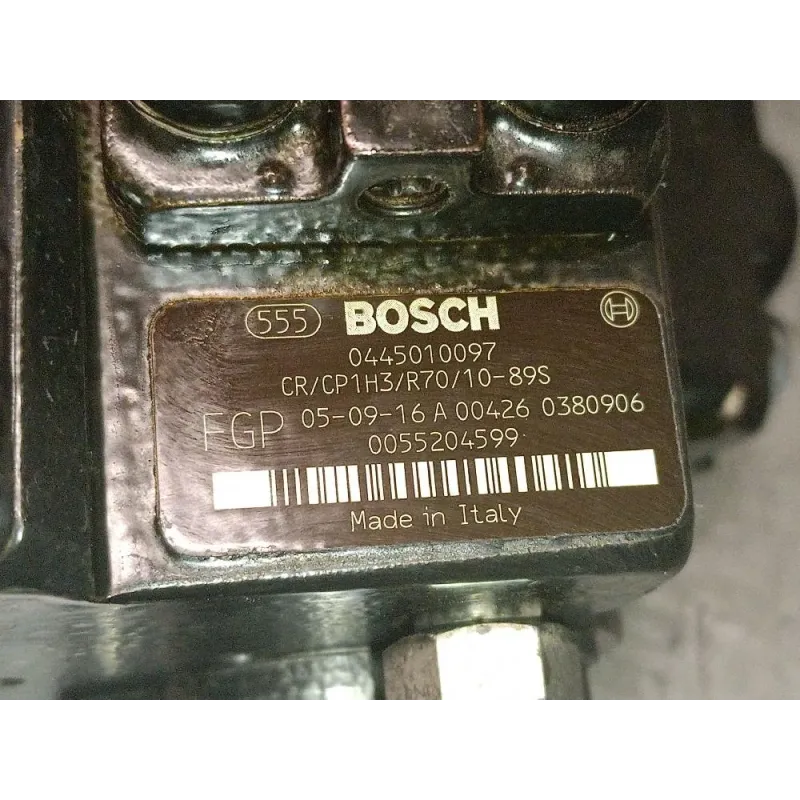 555 BOSCH
0445010097
CR/CP1H3/R70/10-89S
FGP 05-09-16 A 00426 0380906
0055204599
Made in Italy